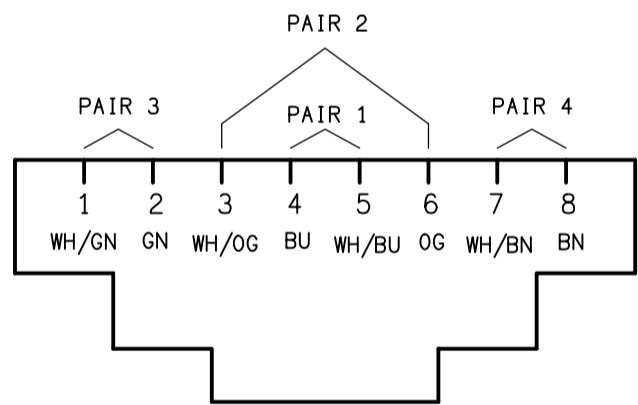 PAIR 2
PAIR 3 PAIR 1 PAIR 4
1 2 3 4 5 6 7 8
WH/GN GN WH/OG BU WH/BU OG WH/BN BN